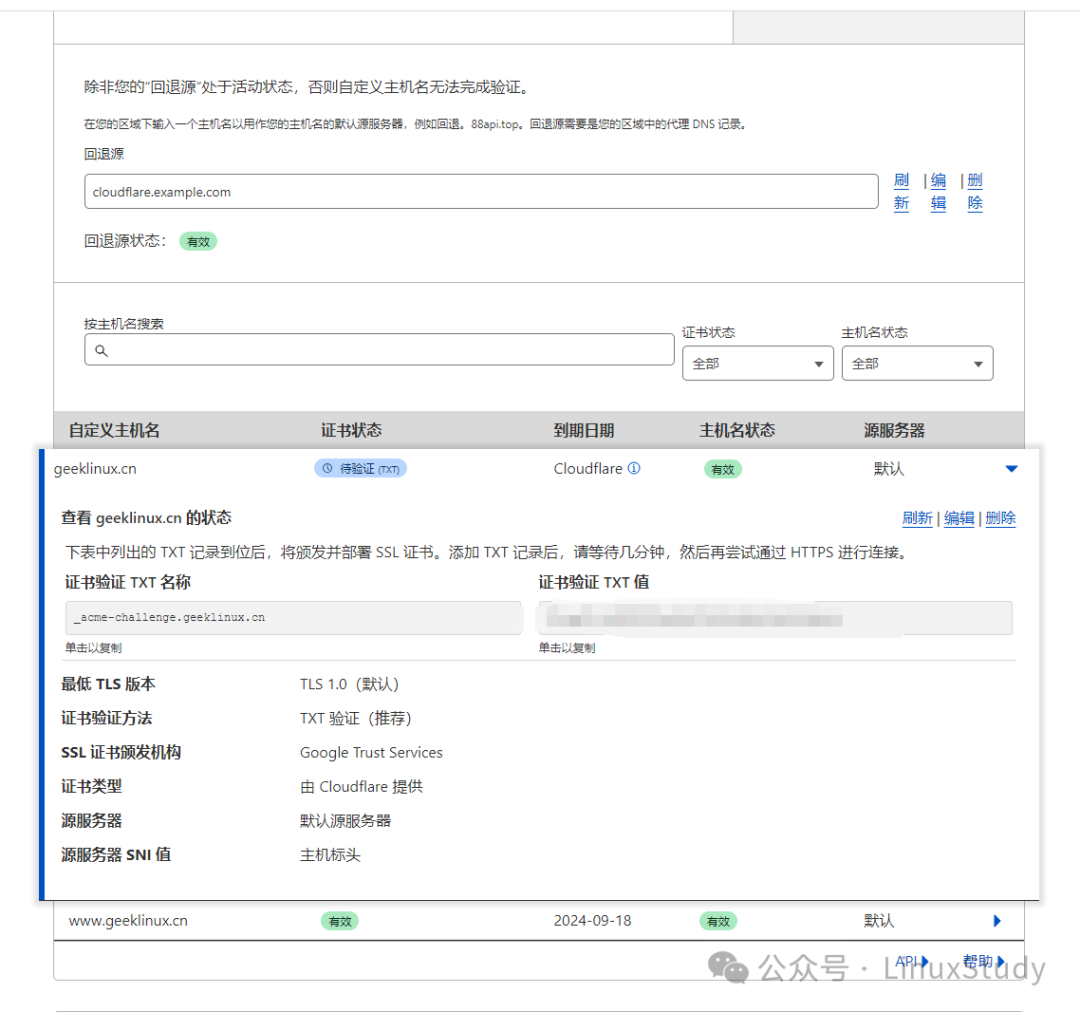 除非您的“回退源”处于活动状态，否则自定义主机名无法完成验证。
在您的区域下输入一个主机名以用作您的主机名的默认源服务器，例如回退。88api.top。回退源需要是您的区域中的代理 DNS 记录。
回退源
cloudflare.example.com
刷新 | 编辑 | 删除
回退源状态： 有效
按主机名搜索
证书状态 主机名状态
全部 全部
自定义主机名 证书状态 到期日期 主机名状态 源服务器
geeklinux.cn 待验证 (TXT) Cloudflare 有效 默认
查看 geeklinux.cn 的状态 刷新 | 编辑 | 删除
下表中列出的 TXT 记录到位后，将颁发并部署 SSL 证书。添加 TXT 记录后，请等待几分钟，然后再尝试通过 HTTPS 进行连接。
证书验证 TXT 名称 证书验证 TXT 值
_acme-challenge.geeklinux.cn
单击以复制 单击以复制
最低 TLS 版本 TLS 1.0（默认）
证书验证方法 TXT 验证（推荐）
SSL 证书颁发机构 Google Trust Services
证书类型 由 Cloudflare 提供
源服务器 默认源服务器
源服务器 SNI 值 主机标头
www.geeklinux.cn 有效 2024-09-18 有效 默认
API 帮助
公众号 · LinuxStudy